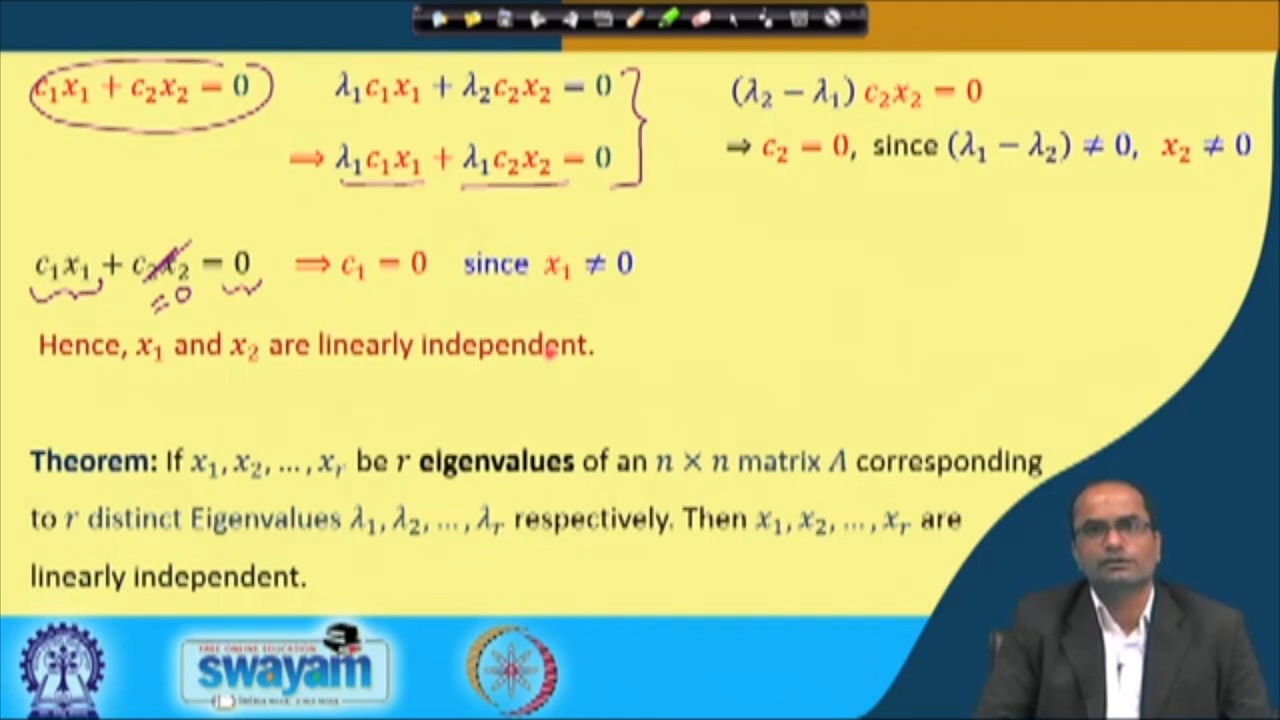 c₁x₁ + c₂x₂ = 0
λ₁c₁x₁ + λ₂c₂x₂ = 0
⟹ λ₁c₁x₁ + λ₁c₂x₂ = 0
(λ₂ − λ₁) c₂x₂ = 0
⇒ c₂ = 0, since (λ₁ − λ₂) ≠ 0, x₂ ≠ 0
c₁x₁ + c₂x₂ = 0 ⟹ c₁ = 0 since x₁ ≠ 0
= 0
Hence, x₁ and x₂ are linearly independent.
Theorem: If x₁, x₂, …, xᵣ be r eigenvalues of an n × n matrix A corresponding
to r distinct Eigenvalues λ₁, λ₂, …, λᵣ respectively. Then x₁, x₂, …, xᵣ are
linearly independent.
FREE ONLINE EDUCATION
swayam